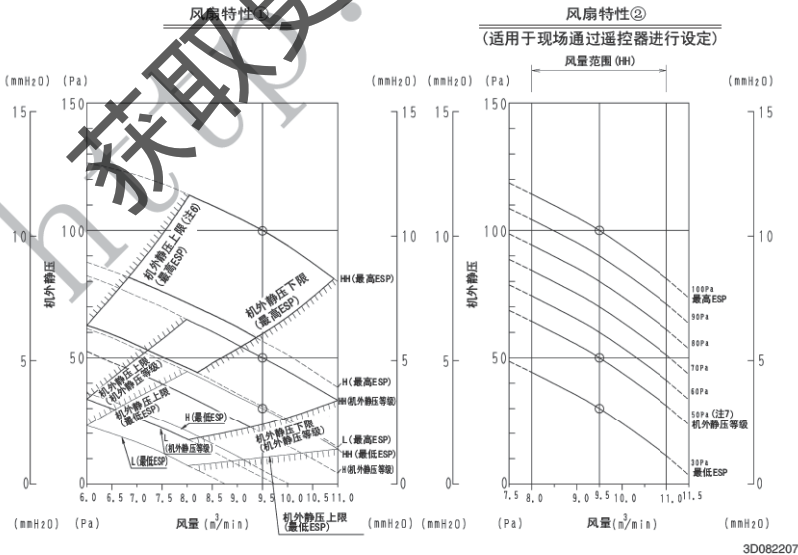 风扇特性①
风扇特性②
(适用于现场通过遥控器进行设定)
风量范围(HH)
(mmH2O) (Pa) (mmH2O) (mmH2O) (Pa) (mmH2O)
15 150 15 15 150 15
10 100 10 10 100 10
5 50 5 5 50 5
0 0 0 0 0 0
机外静压
机外静压上限(注6)
(最高ESP)
机外静压下限
(最高ESP)
HH(最高ESP)
机外静压上限
(机外静压等级)
机外静压上限
(最低ESP)
H(最低ESP)
L
(机外静压等级)
L(最低ESP)
机外静压下限
(机外静压等级)
H(最高ESP)
HH(机外静压等级)
L(最高ESP)
HH(最低ESP)
H(机外静压等级)
6.0 6.5 7.0 7.5 8.0 8.5 9.0 9.5 10.0 10.5 11.0
(mmH2O) (Pa) 风量(m³/min) (mmH2O)
机外静压上限
(最低ESP)
机外静压
100Pa
最高ESP
90Pa
80Pa
70Pa
60Pa
50Pa(注7)
机外静压等级
30Pa
最低ESP
7.5 8.0 9.0 9.5 10.0 11.0 11.5
(mmH2O) (Pa) 风量(m³/min) (mmH2O)
3D082207
获取更
http: